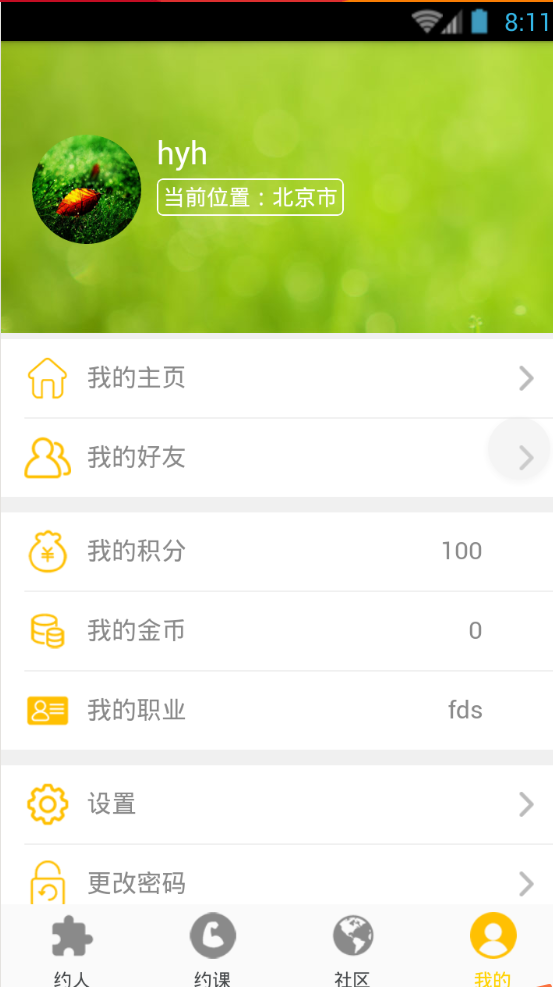 8:11
hyh
当前位置：北京市
我的主页
我的好友
我的积分 100
我的金币 0
我的职业 fds
设置
更改密码
约人 约课 社区 我的